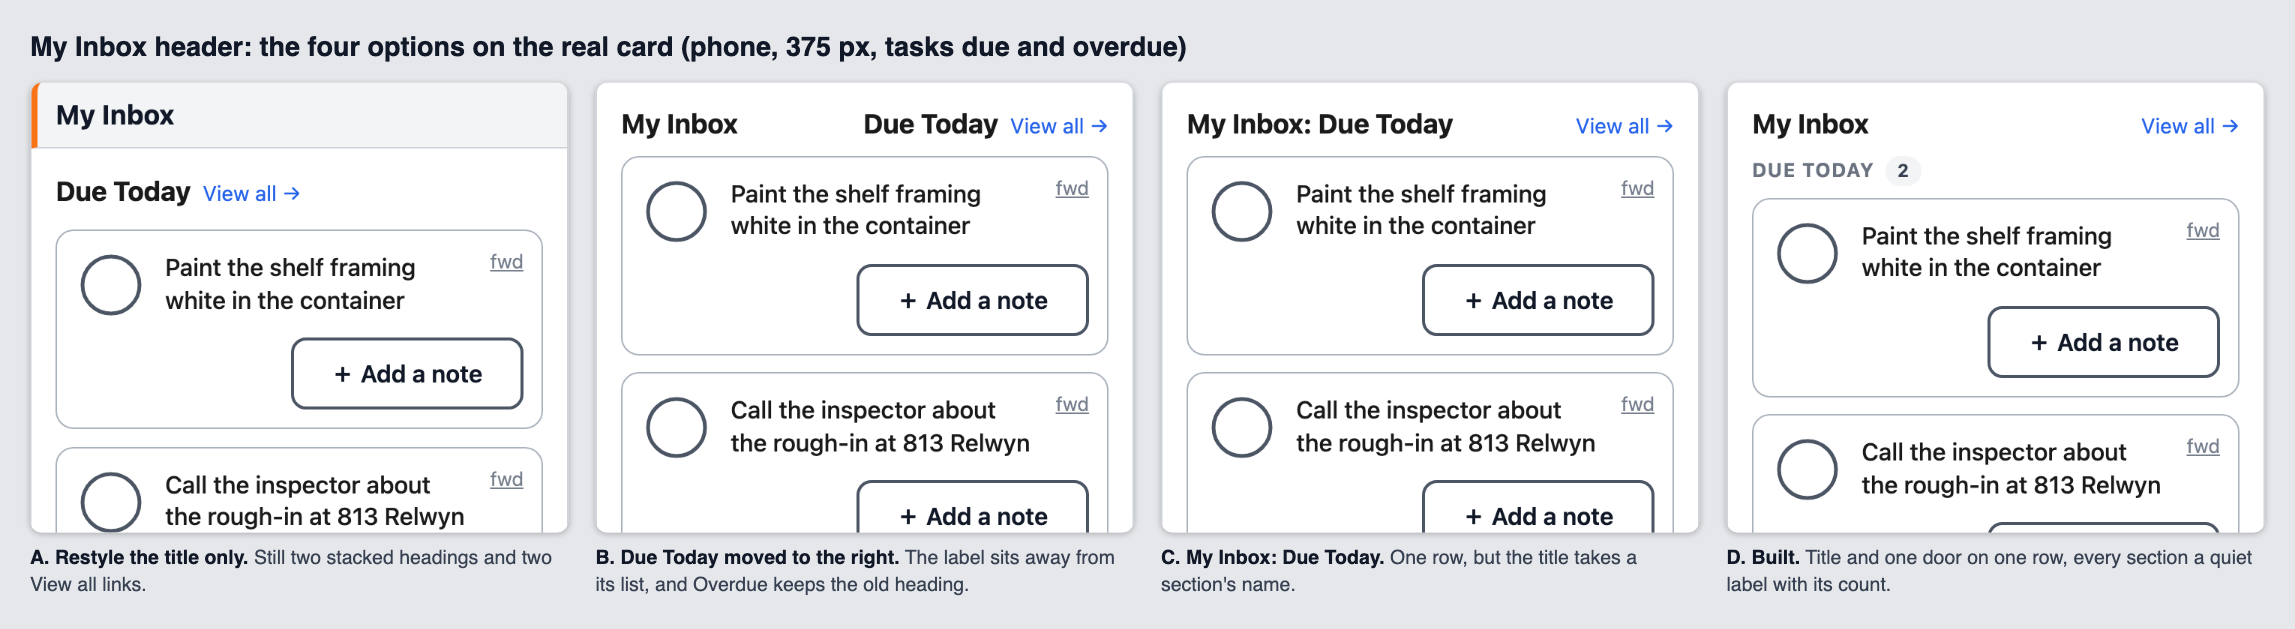 My Inbox header: the four options on the real card (phone, 375 px, tasks due and overdue)
My Inbox
Due Today View all →
Paint the shelf framing
white in the container
fwd
+ Add a note
Call the inspector about
the rough-in at 813 Relwyn
fwd
A. Restyle the title only. Still two stacked headings and two
View all links.
My Inbox
Due Today View all →
Paint the shelf framing
white in the container
fwd
+ Add a note
Call the inspector about
the rough-in at 813 Relwyn
fwd
+ Add a note
B. Due Today moved to the right. The label sits away from
its list, and Overdue keeps the old heading.
My Inbox: Due Today
View all →
Paint the shelf framing
white in the container
fwd
+ Add a note
Call the inspector about
the rough-in at 813 Relwyn
fwd
+ Add a note
C. My Inbox: Due Today. One row, but the title takes a
section's name.
My Inbox
View all →
DUE TODAY 2
Paint the shelf framing
white in the container
fwd
+ Add a note
Call the inspector about
the rough-in at 813 Relwyn
fwd
D. Built. Title and one door on one row, every section a quiet
label with its count.